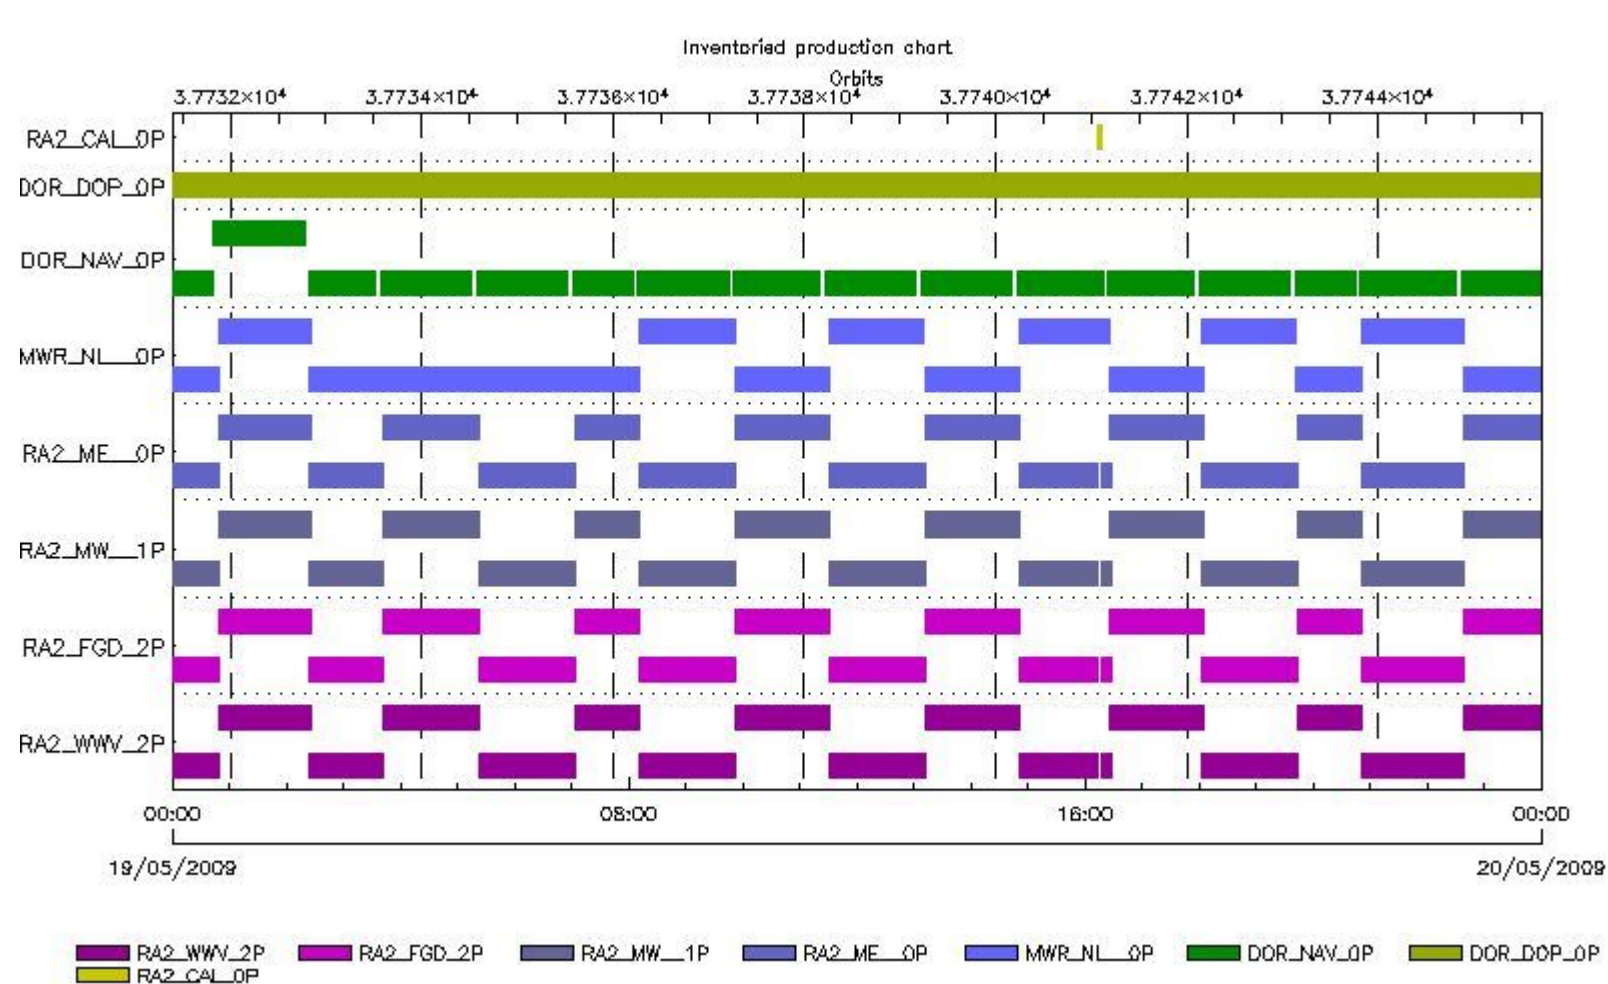 Inventoried production chart
Orbits
3.7732×10⁴ 3.7734×10⁴ 3.7736×10⁴ 3.7738×10⁴ 3.7740×10⁴ 3.7742×10⁴ 3.7744×10⁴
RA2_CAL_0P
DOR_DOP_0P
DOR_NAV_0P
MWR_NL__0P
RA2_ME__0P
RA2_MW__1P
RA2_FGD_2P
RA2_WWV_2P
00:00 08:00 16:00 00:00
19/05/2009 20/05/2009
RA2_WWV_2P RA2_FGD_2P RA2_MW__1P RA2_ME__0P MWR_NL__0P DOR_NAV_0P DOR_DOP_0P
RA2_CAL_0P